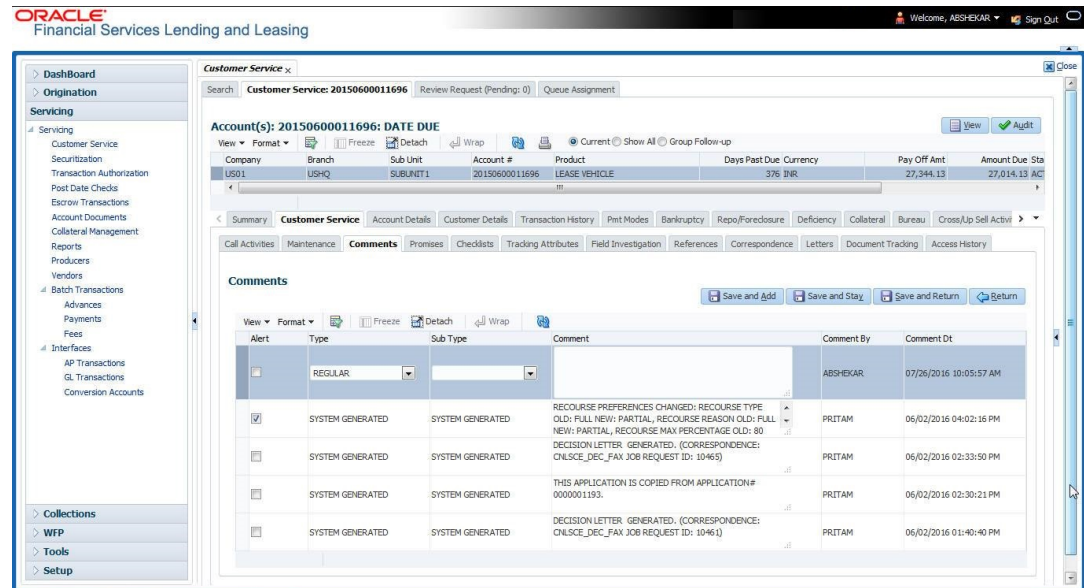 ORACLE®
Financial Services Lending and Leasing
Welcome, ABSHEKAR
Sign Out
Close
DashBoard
Origination
Servicing
Servicing
Customer Service
Securitization
Transaction Authorization
Post Date Checks
Escrow Transactions
Account Documents
Collateral Management
Reports
Producers
Vendors
Batch Transactions
Advances
Payments
Fees
Interfaces
AP Transactions
GL Transactions
Conversion Accounts
Collections
WFP
Tools
Setup
Customer Service x
Search Customer Service: 20150600011696 Review Request (Pending: 0) Queue Assignment
Account(s): 20150600011696: DATE DUE
View Audit
View Format Freeze Detach Wrap Current Show All Group Follow-up
Company Branch Sub Unit Account # Product Days Past Due Currency Pay Off Amt Amount Due Sta
US01 USHQ SUBUNIT1 20150600011696 LEASE VEHICLE 376 INR 27,344.13 27,014.13 ACT
Summary Customer Service Account Details Customer Details Transaction History Pmt Modes Bankruptcy Repo/Foreclosure Deficiency Collateral Bureau Cross/Up Sell Activi
Call Activities Maintenance Comments Promises Checklists Tracking Attributes Field Investigation References Correspondence Letters Document Tracking Access History
Comments
Save and Add Save and Stay Save and Return Return
View Format Freeze Detach Wrap
Alert Type Sub Type Comment Comment By Comment Dt
REGULAR ABSHEKAR 07/26/2016 10:05:57 AM
RECOURSE PREFERENCES CHANGED: RECOURSE TYPE
SYSTEM GENERATED SYSTEM GENERATED OLD: FULL NEW: PARTIAL, RECOURSE REASON OLD: FULL PRITAM 06/02/2016 04:02:16 PM
NEW: PARTIAL, RECOURSE MAX PERCENTAGE OLD: 80
DECISION LETTER GENERATED. (CORRESPONDENCE:
CNLSCE_DEC_FAX JOB REQUEST ID: 10465)
SYSTEM GENERATED SYSTEM GENERATED PRITAM 06/02/2016 02:33:50 PM
THIS APPLICATION IS COPIED FROM APPLICATION#
0000001193.
SYSTEM GENERATED SYSTEM GENERATED PRITAM 06/02/2016 02:30:21 PM
DECISION LETTER GENERATED. (CORRESPONDENCE:
CNLSCE_DEC_FAX JOB REQUEST ID: 10461)
SYSTEM GENERATED SYSTEM GENERATED PRITAM 06/02/2016 01:40:40 PM